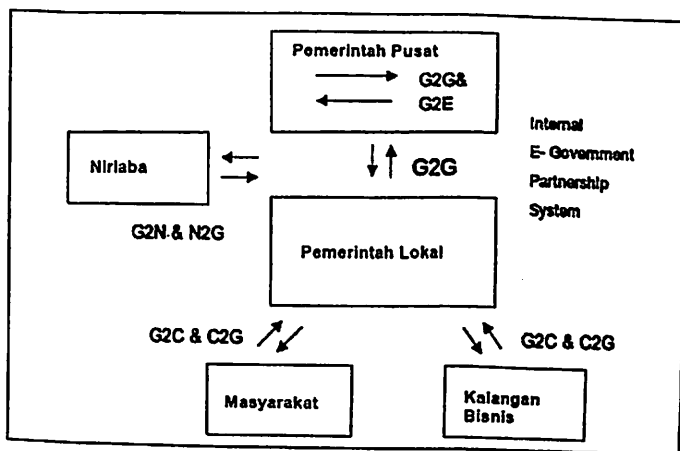 Pemerintah Pusat
G2G&
G2E
Internal
E- Government
Partnership
System
Nirlaba
G2G
G2N & N2G
Pemerintah Lokal
G2C & C2G
G2C & C2G
Masyarakat
Kalangan
Bisnis